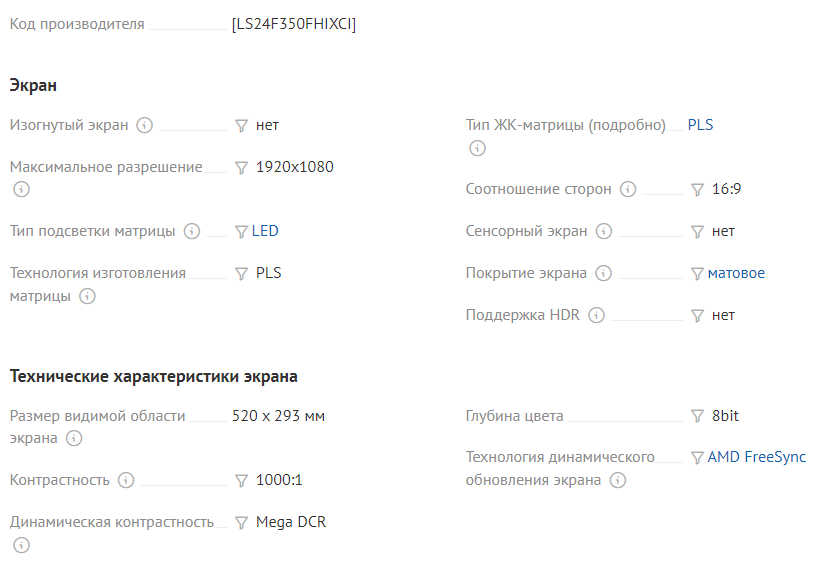 Код производителя [LS24F350FHIXCI]
Экран
Изогнутый экран нет
Максимальное разрешение 1920x1080
Тип подсветки матрицы LED
Технология изготовления PLS
матрицы
Тип ЖК-матрицы (подробно) PLS
Соотношение сторон 16:9
Сенсорный экран нет
Покрытие экрана матовое
Поддержка HDR нет
Технические характеристики экрана
Размер видимой области 520 x 293 мм
экрана
Контрастность 1000:1
Динамическая контрастность Mega DCR
Глубина цвета 8bit
Технология динамического AMD FreeSync
обновления экрана